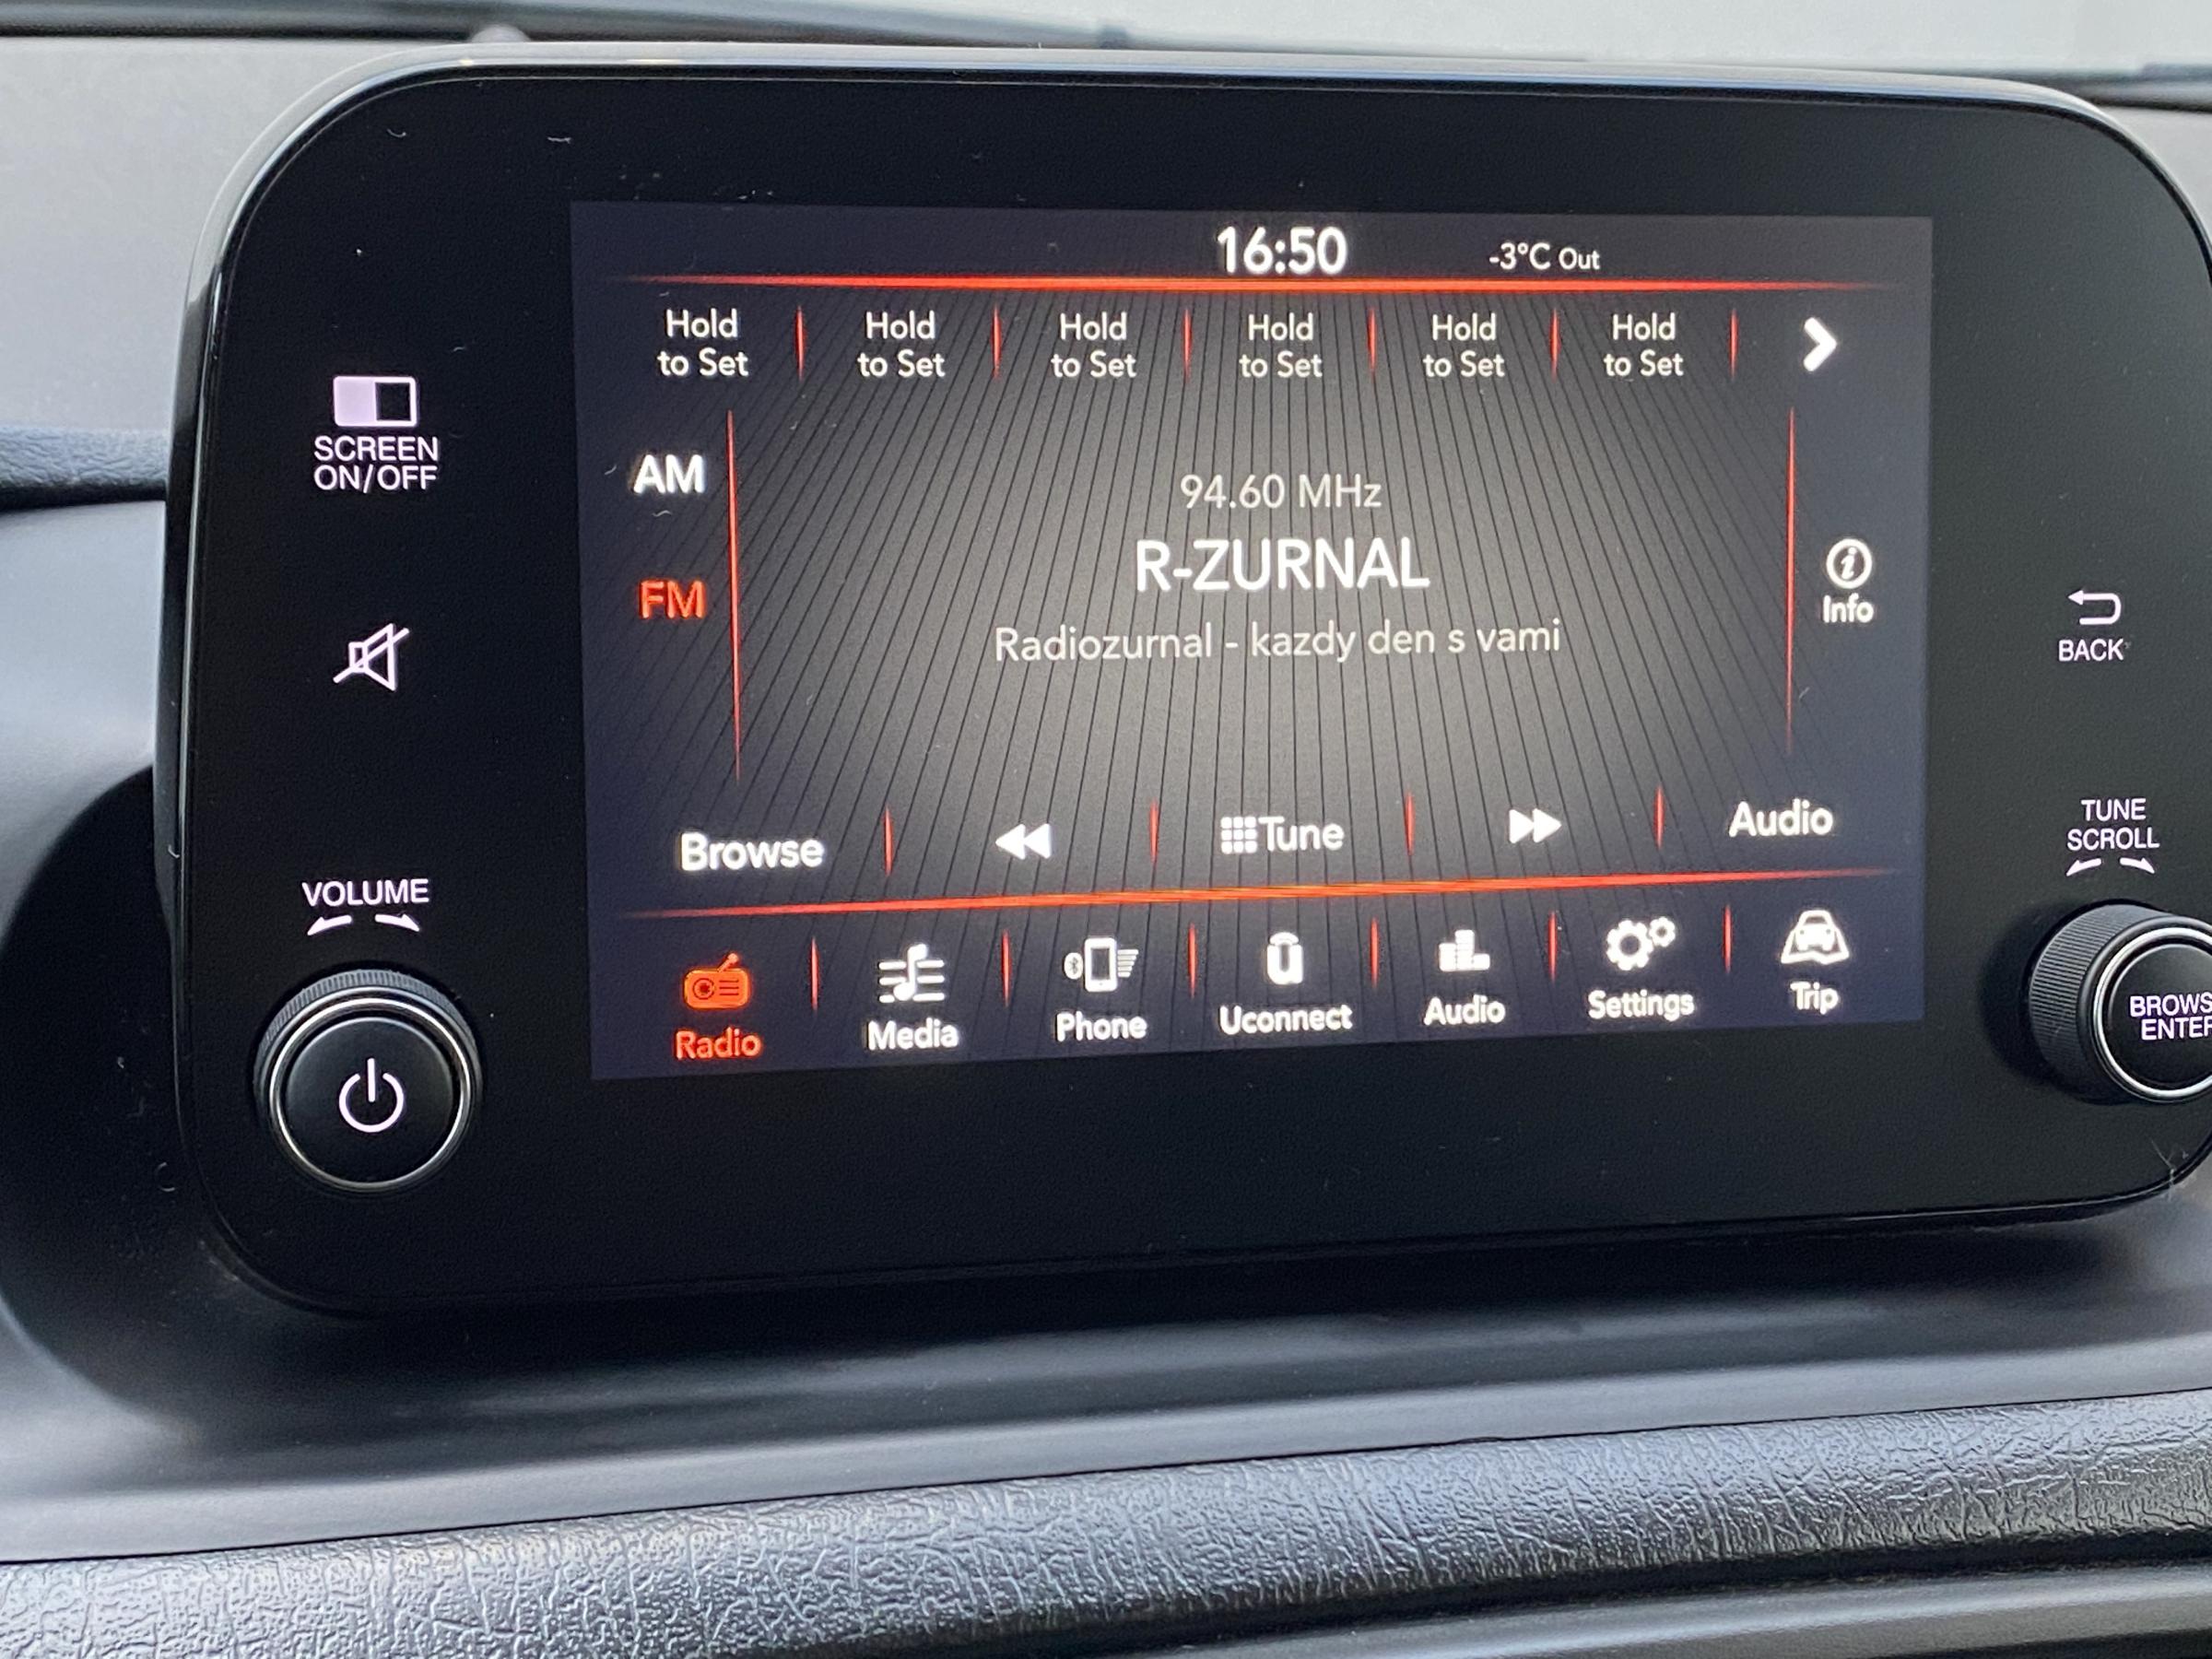 16:50
-3°C Out
Hold to Set
Hold to Set
Hold to Set
Hold to Set
Hold to Set
Hold to Set
SCREEN
ON/OFF
AM
94.60 MHz
R-ZURNAL
FM
Radiozurnal - kazdy den s vami
Info
BACK
Browse
Tune
Audio
TUNE
SCROLL
VOLUME
Radio
Media
Phone
Uconnect
Audio
Settings
Trip
BROWS
ENTER